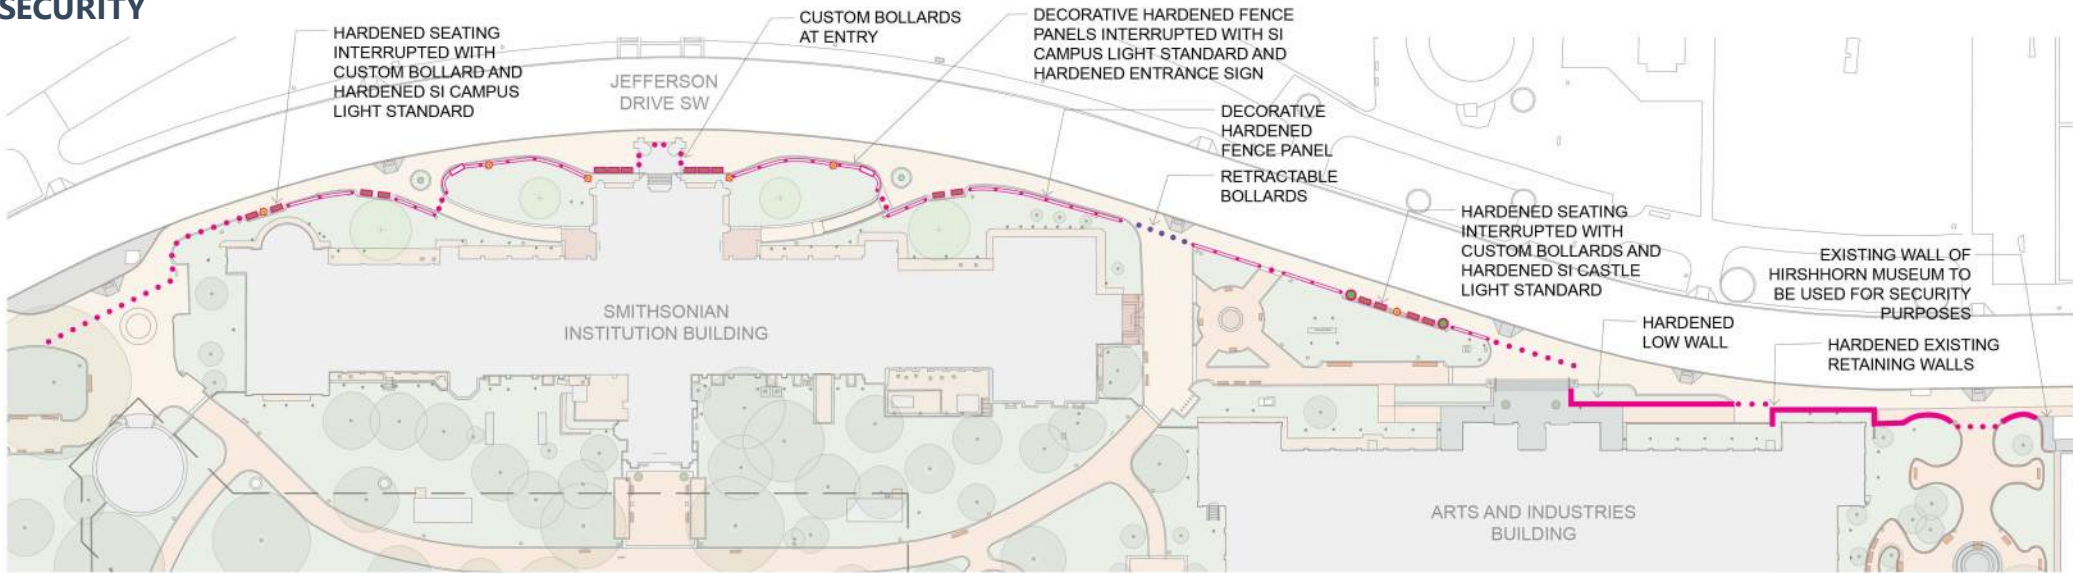 SECURITY
HARDENED SEATING
INTERRUPTED WITH
CUSTOM BOLLARD AND
HARDENED SI CAMPUS
LIGHT STANDARD
CUSTOM BOLLARDS
AT ENTRY
DECORATIVE HARDENED FENCE
PANELS INTERRUPTED WITH SI
CAMPUS LIGHT STANDARD AND
HARDENED ENTRANCE SIGN
JEFFERSON
DRIVE SW
DECORATIVE
HARDENED
FENCE PANEL
RETRACTABLE
BOLLARDS
HARDENED SEATING
INTERRUPTED WITH
CUSTOM BOLLARDS AND
HARDENED SI CASTLE
LIGHT STANDARD
EXISTING WALL OF
HIRSHHORN MUSEUM TO
BE USED FOR SECURITY
PURPOSES
HARDENED
LOW WALL
HARDENED EXISTING
RETAINING WALLS
SMITHSONIAN
INSTITUTION BUILDING
ARTS AND INDUSTRIES
BUILDING